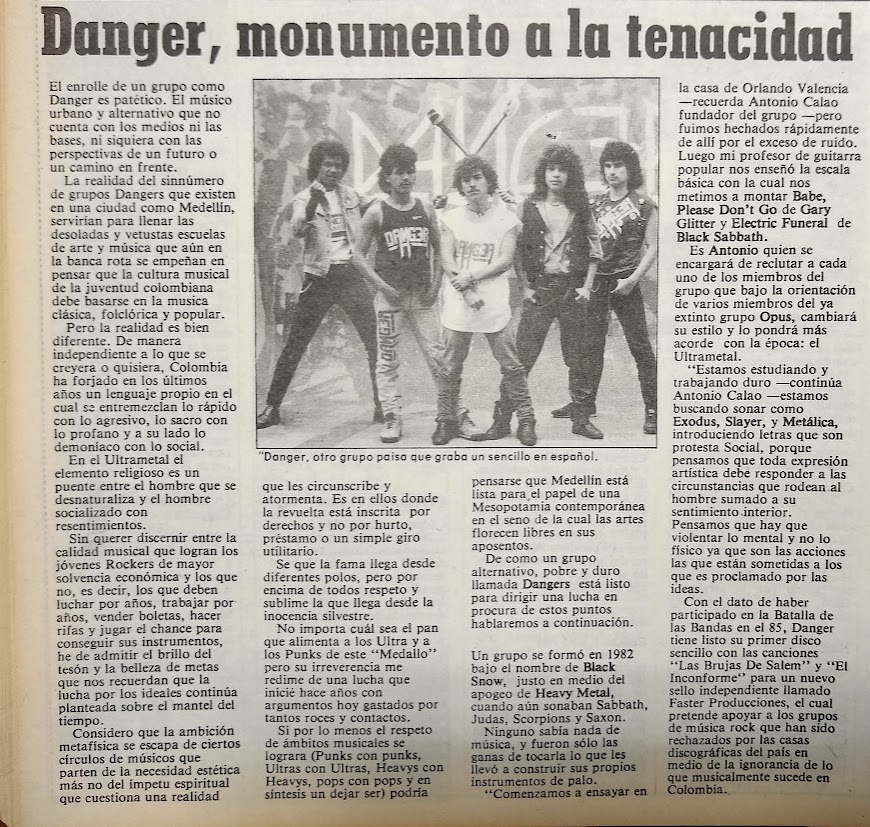 Danger, monumento a la tenacidad
El enrolle de un grupo como
Danger es patético. El músico
urbano y alternativo que no
cuenta con los medios ni las
bases, ni siquiera con las
perspectivas de un futuro o
un camino en frente.
La realidad del sinnúmero
de grupos Dangers que existen
en una ciudad como Medellín,
servirían para llenar las
desoladas y vetustas escuelas
de arte y música que aún en
la banca rota se empeñan en
pensar que la cultura musical
de la juventud colombiana
debe basarse en la musica
clásica, folclórica y popular.
Pero la realidad es bien
diferente. De manera
independiente a lo que se
creyera o quisiera, Colombia
ha forjado en los últimos
años un lenguaje propio en el
cual se entremezclan lo rápido
con lo agresivo, lo sacro con
lo profano y a su lado lo
demoníaco con lo social.
En el Ultrametal el
elemento religioso es un
puente entre el hombre que se
desnaturaliza y el hombre
socializado con
resentimientos.
Sin querer discernir entre la
calidad musical que logran los
jóvenes Rockers de mayor
solvencia económica y los que
no, es decir, los que deben
luchar por años, trabajar por
años, vender boletas, hacer
rifas y jugar el chance para
conseguir sus instrumentos,
he de admitir el brillo del
tesón y la belleza de metas
que nos recuerdan que la
lucha por los ideales continúa
planteada sobre el mantel del
tiempo.
Considero que la ambición
metafísica se escapa de ciertos
círculos de músicos que
parten de la necesidad estética
más no del ímpetu espiritual
que cuestiona una realidad
DANGER
DANGER
"Danger, otro grupo paisa que graba un sencillo en español.
que les circunscribe y
atormenta. Es en ellos donde
la revuelta está inscrita por
derechos y no por hurto,
préstamo o un simple giro
utilitario.
Se que la fama llega desde
diferentes polos, pero por
encima de todos respeto y
sublime la que llega desde la
inocencia silvestre.
No importa cuál sea el pan
que alimenta a los Ultra y a
los Punks de este "Medallo"
pero su irreverencia me
redime de una lucha que
inicié hace años con
argumentos hoy gastados por
tantos roces y contactos.
Si por lo menos el respeto
de ámbitos musicales se
lograra (Punks con punks,
Ultras con Ultras, Heavys con
Heavys, pops con pops y en
síntesis un dejar ser) podría
pensarse que Medellín está
lista para el papel de una
Mesopotamia contemporánea
en el seno de la cual las artes
florecen libres en sus
aposentos.
De como un grupo
alternativo, pobre y duro
llamada Dangers está listo
para dirigir una lucha en
procura de estos puntos
hablaremos a continuación.
Un grupo se formó en 1982
bajo el nombre de Black
Snow, justo en medio del
apogeo de Heavy Metal,
cuando aún sonaban Sabbath,
Judas, Scorpions y Saxon.
Ninguno sabía nada de
música, y fueron sólo las
ganas de tocarla lo que les
llevó a construir sus propios
instrumentos de palo.
"Comenzamos a ensayar en
la casa de Orlando Valencia
—recuerda Antonio Calao
fundador del grupo —pero
fuimos hechados rápidamente
de allí por el exceso de ruido.
Luego mi profesor de guitarra
popular nos enseñó la escala
básica con la cual nos
metimos a montar Babe,
Please Don't Go de Gary
Glitter y Electric Funeral de
Black Sabbath.
Es Antonio quien se
encargará de reclutar a cada
uno de los miembros del
grupo que bajo la orientación
de varios miembros del ya
extinto grupo Opus, cambiará
su estilo y lo pondrá más
acorde con la época: el
Ultrametal.
"Estamos estudiando y
trabajando duro —continúa
Antonio Calao —estamos
buscando sonar como
Exodus, Slayer, y Metálica,
introduciendo letras que son
protesta Social, porque
pensamos que toda expresión
artística debe responder a las
circunstancias que rodean al
hombre sumado a su
sentimiento interior.
Pensamos que hay que
violentar lo mental y no lo
físico ya que son las acciones
las que están sometidas a los
que es proclamado por las
ideas.
Con el dato de haber
participado en la Batalla de
las Bandas en el 85, Danger
tiene listo su primer disco
sencillo con las canciones
"Las Brujas De Salem" y "El
Inconforme" para un nuevo
sello independiente llamado
Faster Producciones, el cual
pretende apoyar a los grupos
de música rock que han sido
rechazados por las casas
discográficas del país en
medio de la ignorancia de lo
que musicalmente sucede en
Colombia.